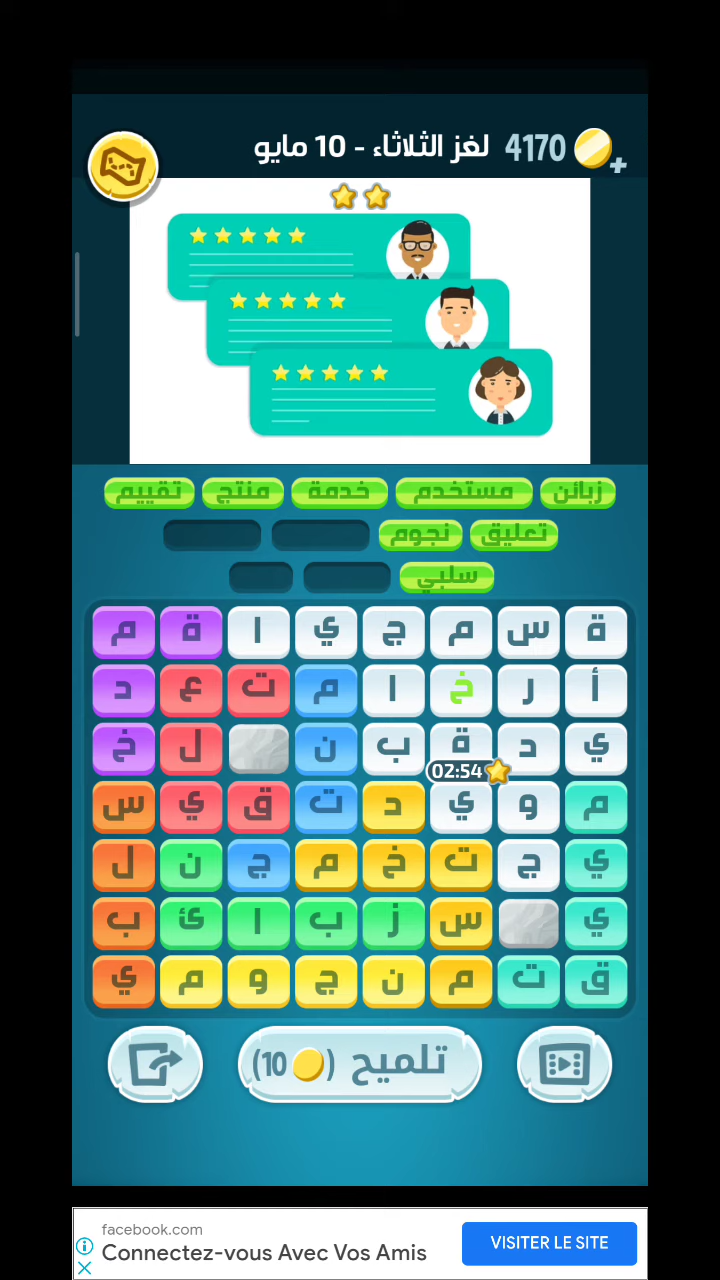 لغز الثلاثاء - 10 مايو 4170 +
زبائن مستخدم خدمة منتج تقييم
تعليق نجوم
سلبي
ة س م ج ي ا ة م
أ ر خ ا م ت ع د
ي د ة ب ن ل خ
02:54
م و ي د ت ق ي س
ي ج ت خ م ج ن ل
ي س ز ب ا ئ ب
ق ت م ن ج و م ي
تلميح (10)
facebook.com
Connectez-vous Avec Vos Amis
VISITER LE SITE